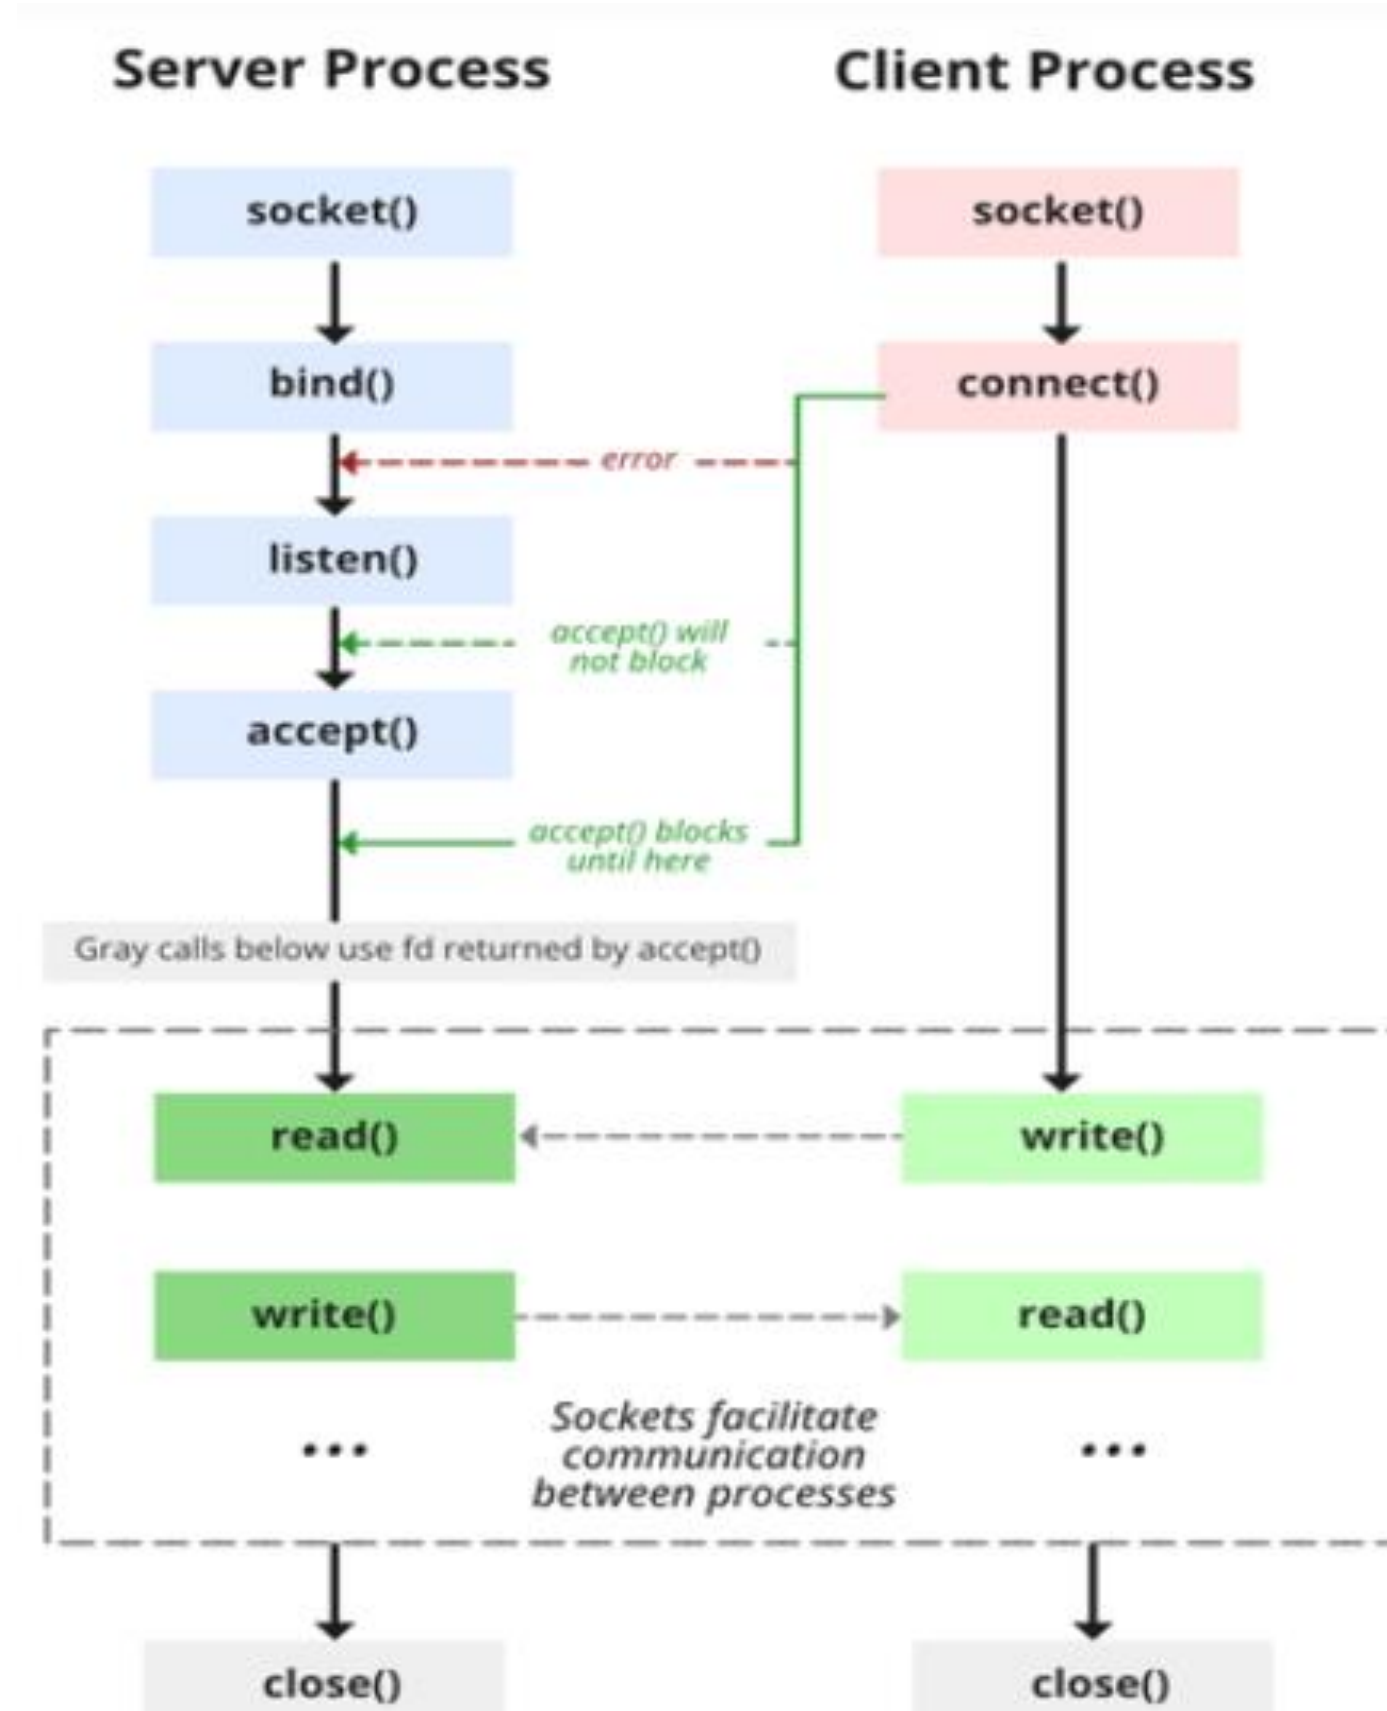 Server Process
Client Process
socket()
socket()
bind()
connect()
error
listen()
accept() will
not block
accept()
accept() blocks
until here
Gray calls below use fd returned by accept()
read()
write()
write()
read()
Sockets facilitate
... communication ...
between processes
close()
close()